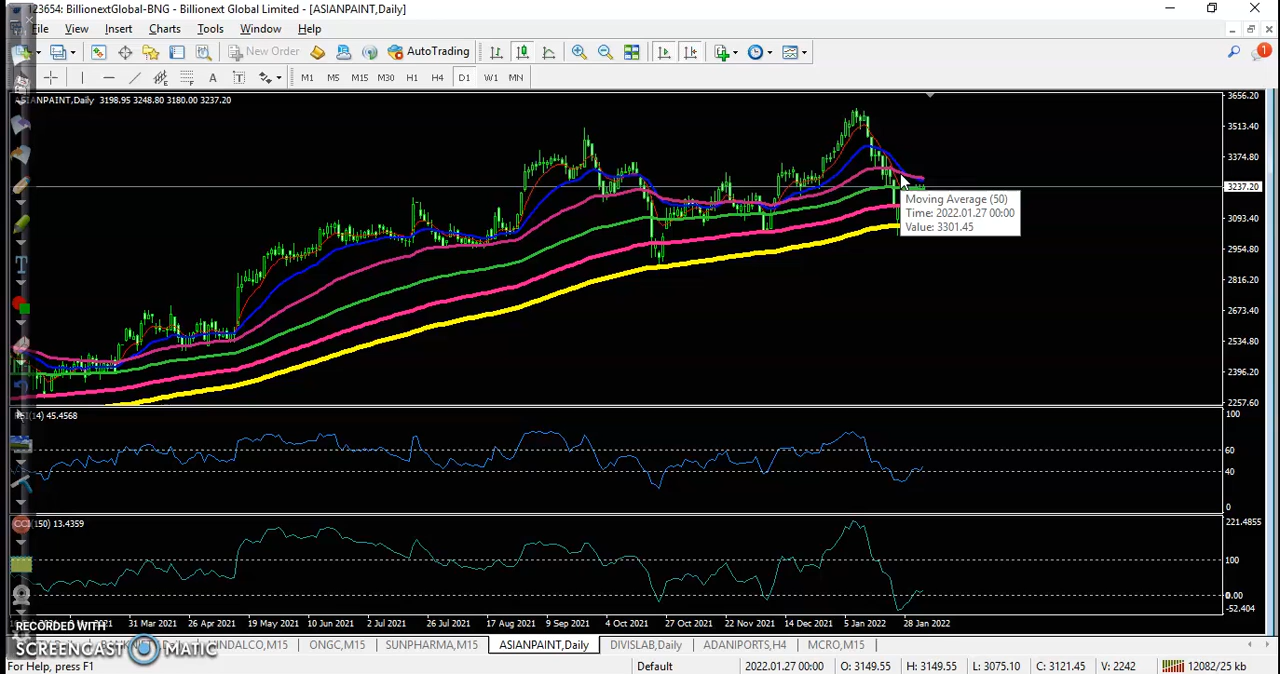 123654: BillionextGlobal-BNG - Billionext Global Limited - [ASIANPAINT,Daily]
File View Insert Charts Tools Window Help
New Order AutoTrading
A T M1 M5 M15 M30 H1 H4 D1 W1 MN
ASIANPAINT,Daily 3198.95 3248.80 3180.00 3237.20
3656.20
3513.40
3374.80
3237.20
3093.40
2954.80
2816.20
2673.40
2534.80
2396.20
2257.60
Moving Average (50)
Time: 2022.01.27 00:00
Value: 3301.45
RSI(14) 45.4568
100
60
40
0
CCI(150) 13.4359
221.4855
100
0.00
-52.404
31 Mar 2021 26 Apr 2021 19 May 2021 10 Jun 2021 2 Jul 2021 26 Jul 2021 17 Aug 2021 9 Sep 2021 4 Oct 2021 27 Oct 2021 22 Nov 2021 14 Dec 2021 5 Jan 2022 28 Jan 2022
RECORDED WITH
SCREENCAST MATIC
HINDALCO,M15 ONGC,M15 SUNPHARMA,M15 ASIANPAINT,Daily DIVISLAB,Daily ADANIPORTS,H4 MCRO,M15
For Help, press F1 Default 2022.01.27 00:00 O: 3149.55 H: 3149.55 L: 3075.10 C: 3121.45 V: 2242 12082/25 kb